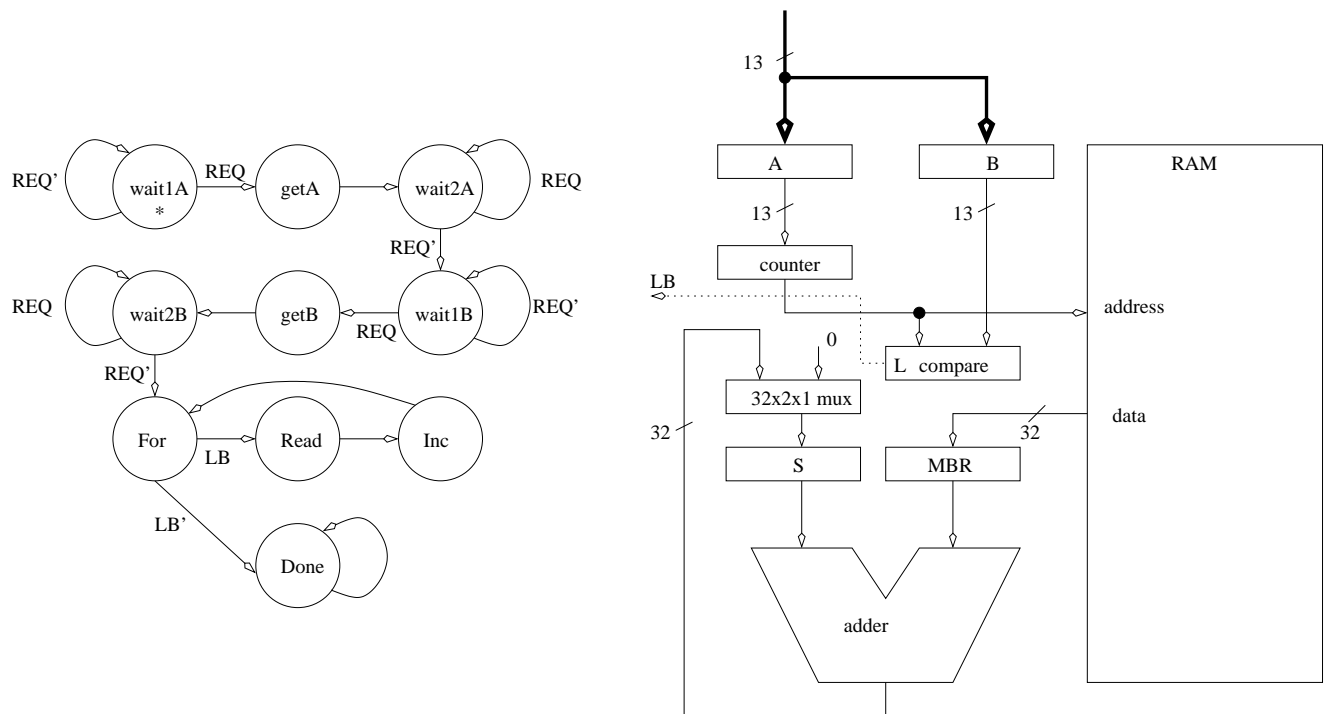 REQ'
wait1A
*
REQ
getA
wait2A
REQ
REQ'
REQ
wait2B
getB
REQ
wait1B
REQ'
REQ'
For
LB
Read
Inc
LB'
Done
13
A
B
RAM
13
13
counter
LB
address
0
L compare
32x2x1 mux
32
32
data
S
MBR
adder